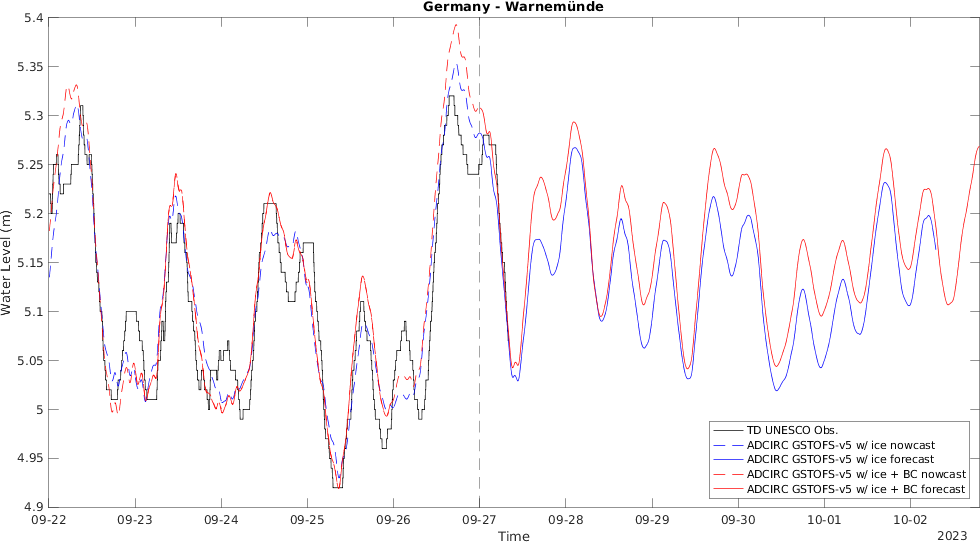 Germany - Warnemünde
5.4
5.35
5.3
5.25
5.2
5.15
5.1
5.05
5
4.95
4.9
Water Level (m)
09-22 09-23 09-24 09-25 09-26 09-27 09-28 09-29 09-30 10-01 10-02
Time
2023
TD UNESCO Obs.
ADCIRC GSTOFS-v5 w/ ice nowcast
ADCIRC GSTOFS-v5 w/ ice forecast
ADCIRC GSTOFS-v5 w/ ice + BC nowcast
ADCIRC GSTOFS-v5 w/ ice + BC forecast